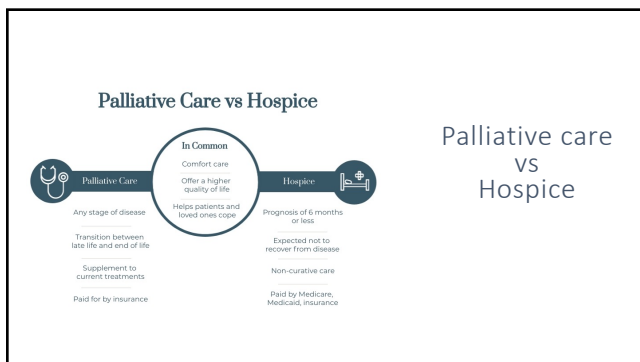 Palliative Care vs Hospice
In Common
Comfort care
Offer a higher
quality of life
Helps patients and
loved ones cope
Palliative Care
Any stage of disease
Transition between
late life and end of life
Supplement to
current treatments
Paid for by insurance
Hospice
Prognosis of 6 months
or less
Expected not to
recover from disease
Non-curative care
Paid by Medicare,
Medicaid, insurance
Palliative care
vs
Hospice